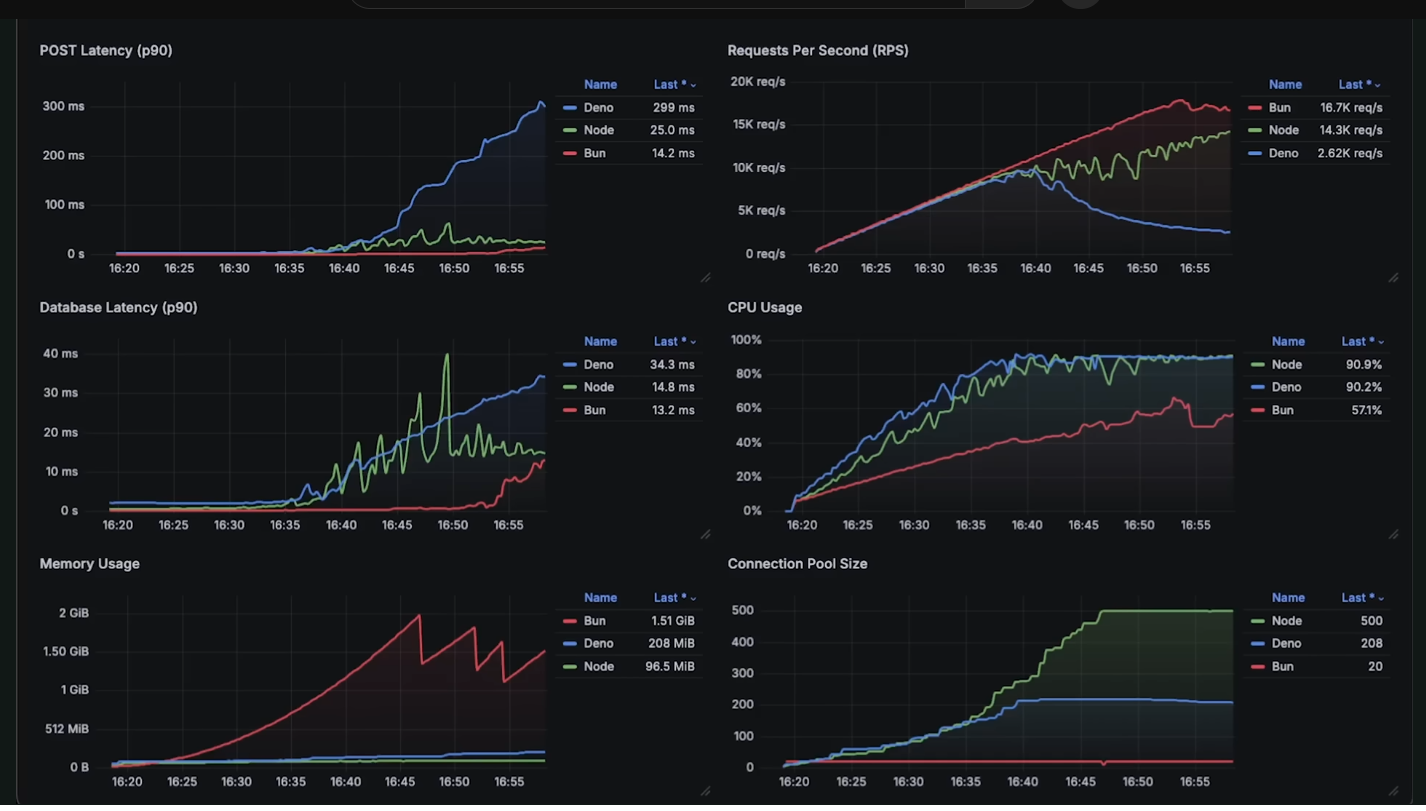 POST Latency (p90)
Name Last *
300 ms
200 ms
100 ms
0 s
16:20 16:25 16:30 16:35 16:40 16:45 16:50 16:55
Deno 299 ms
Node 25.0 ms
Bun 14.2 ms
Requests Per Second (RPS)
Name Last *
20K req/s
15K req/s
10K req/s
5K req/s
0 req/s
16:20 16:25 16:30 16:35 16:40 16:45 16:50 16:55
Bun 16.7K req/s
Node 14.3K req/s
Deno 2.62K req/s
Database Latency (p90)
Name Last *
40 ms
30 ms
20 ms
10 ms
0 s
16:20 16:25 16:30 16:35 16:40 16:45 16:50 16:55
Deno 34.3 ms
Node 14.8 ms
Bun 13.2 ms
CPU Usage
Name Last *
100%
80%
60%
40%
20%
0%
16:20 16:25 16:30 16:35 16:40 16:45 16:50 16:55
Node 90.9%
Deno 90.2%
Bun 57.1%
Memory Usage
Name Last *
2 GiB
1.50 GiB
1 GiB
512 MiB
0 B
16:20 16:25 16:30 16:35 16:40 16:45 16:50 16:55
Bun 1.51 GiB
Deno 208 MiB
Node 96.5 MiB
Connection Pool Size
Name Last *
500
400
300
200
100
0
16:20 16:25 16:30 16:35 16:40 16:45 16:50 16:55
Node 500
Deno 208
Bun 20